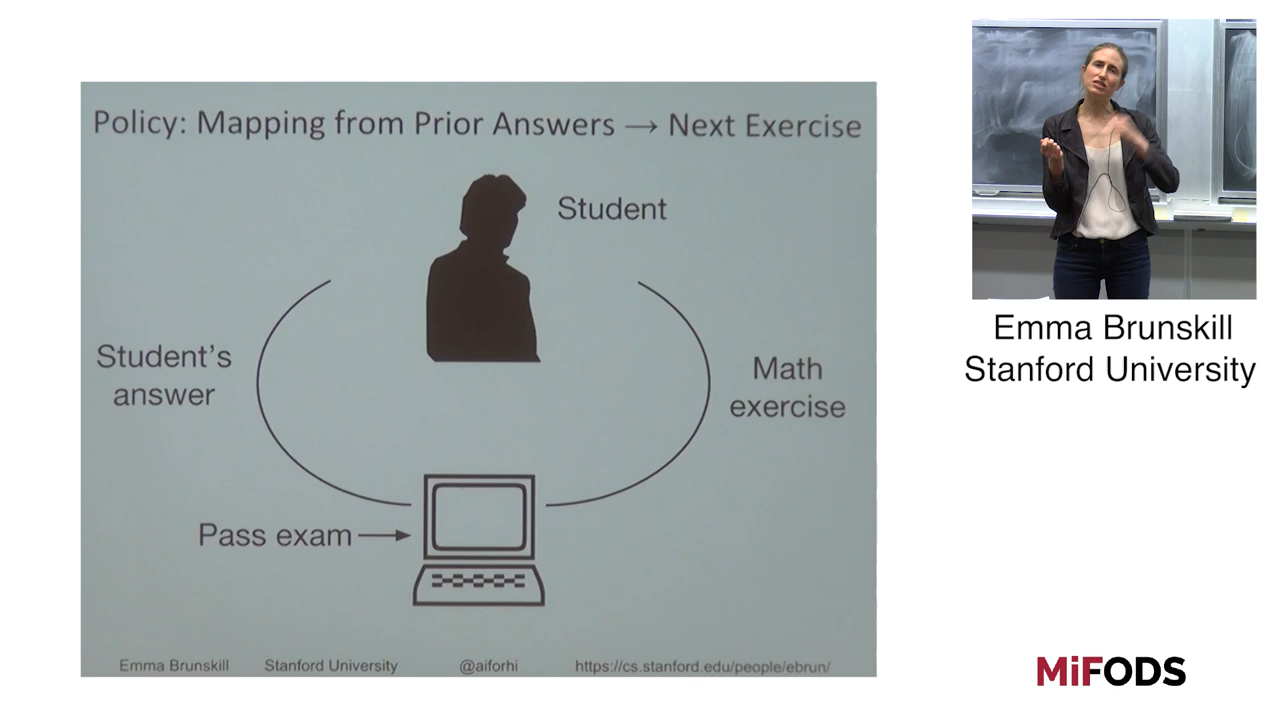 Policy: Mapping from Prior Answers → Next Exercise
Student
Student's
answer
Math
exercise
Pass exam
Emma Brunskill Stanford University @aiforhi https://cs.stanford.edu/people/ebrun/
Emma Brunskill
Stanford University
MiFODS